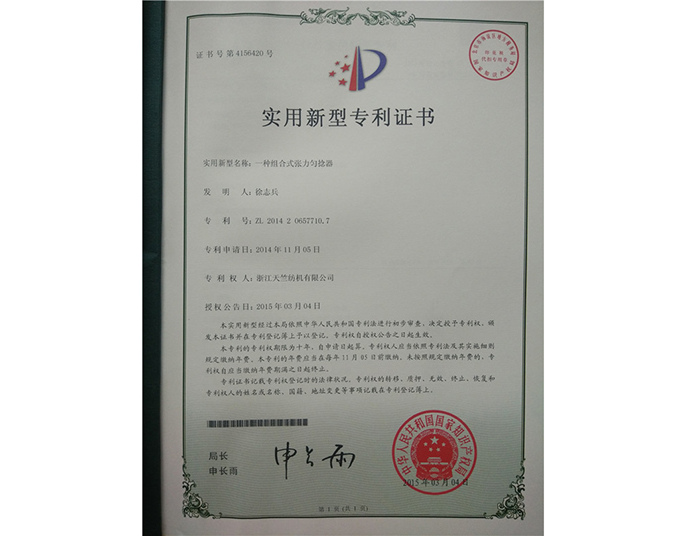 证书号第4156420号
实用新型专利证书
实用新型名称：一种组合式张力匀捻器
发 明 人：徐志兵
专 利 号：ZL 2014 2 0657710.7
专利申请日：2014年11月05日
专 利 权 人：浙江天竺纺机有限公司
授权公告日：2015年03月04日
本实用新型经过本局依照中华人民共和国专利法进行初步审查，决定授予专利权，颁
发本证书并在专利登记簿上予以登记。专利权自授权公告之日起生效。
本专利的专利权期限为十年，自申请日起算。专利权人应当依照专利法及其实施细则
规定缴纳年费。本专利的年费应当在每年11月05日前缴纳。未按照规定缴纳年费的，专
利权自应当缴纳年费期满之日起终止。
专利证书记载专利权登记时的法律状况。专利权的转移、质押、无效、终止、恢复和
专利权人的姓名或名称、国籍、地址变更等事项记载在专利登记簿上。
局长
申长雨
申长雨
中华人民共和国国家知识产权局
2015年03月04日
第1页(共1页)